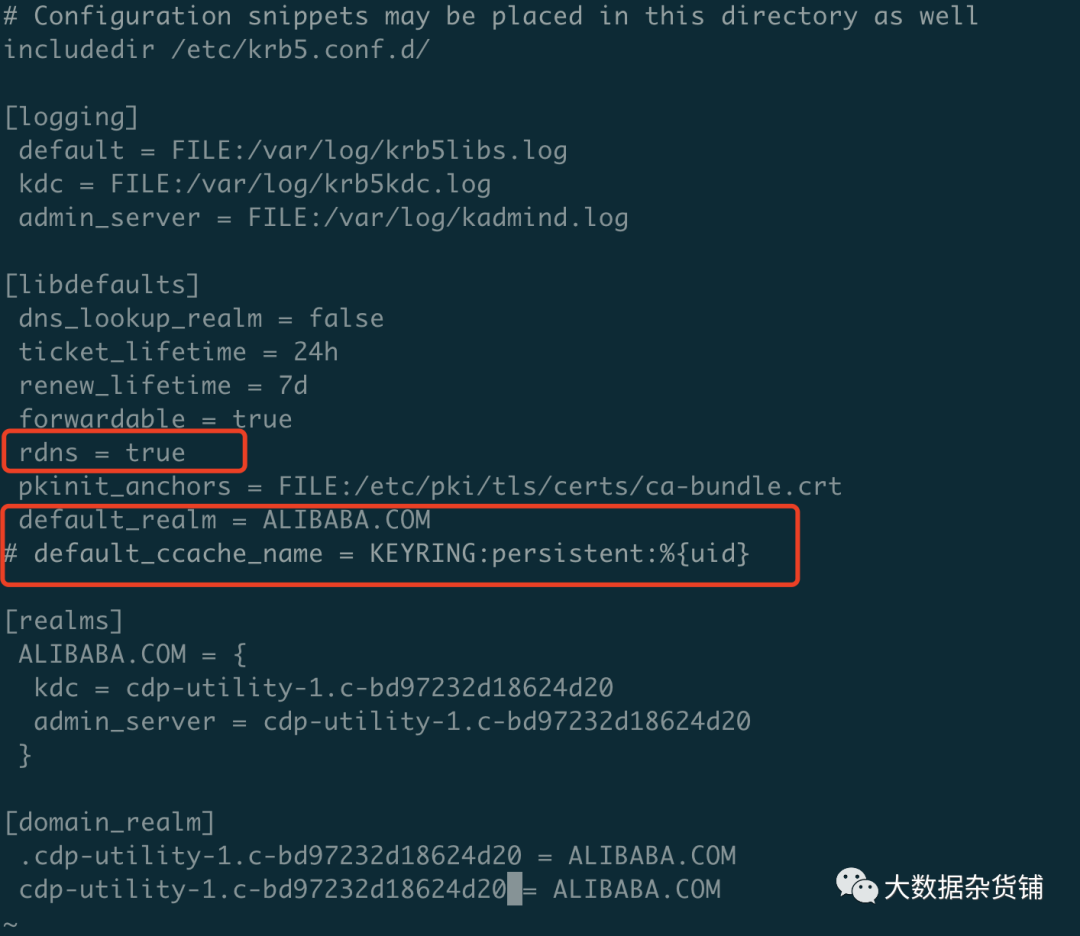 # Configuration snippets may be placed in this directory as well
includedir /etc/krb5.conf.d/
[logging]
default = FILE:/var/log/krb5libs.log
kdc = FILE:/var/log/krb5kdc.log
admin_server = FILE:/var/log/kadmind.log
[libdefaults]
dns_lookup_realm = false
ticket_lifetime = 24h
renew_lifetime = 7d
forwardable = true
rdns = true
pkinit_anchors = FILE:/etc/pki/tls/certs/ca-bundle.crt
default_realm = ALIBABA.COM
# default_ccache_name = KEYRING:persistent:%{uid}
[realms]
ALIBABA.COM = {
kdc = cdp-utility-1.c-bd97232d18624d20
admin_server = cdp-utility-1.c-bd97232d18624d20
}
[domain_realm]
.cdp-utility-1.c-bd97232d18624d20 = ALIBABA.COM
cdp-utility-1.c-bd97232d18624d20 = ALIBABA.COM
大数据杂货铺
~